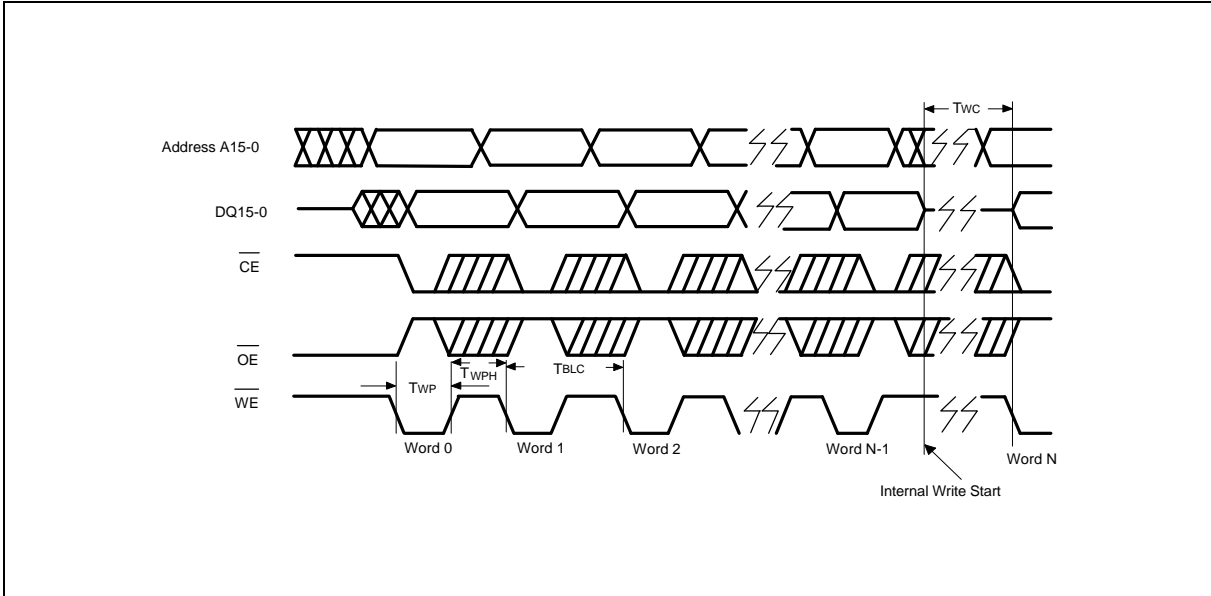 TWC
Address A15-0
DQ15-0
CE
OE
TWP
TWPH
TBLC
WE
Word 0
Word 1
Word 2
Word N-1
Word N
Internal Write Start